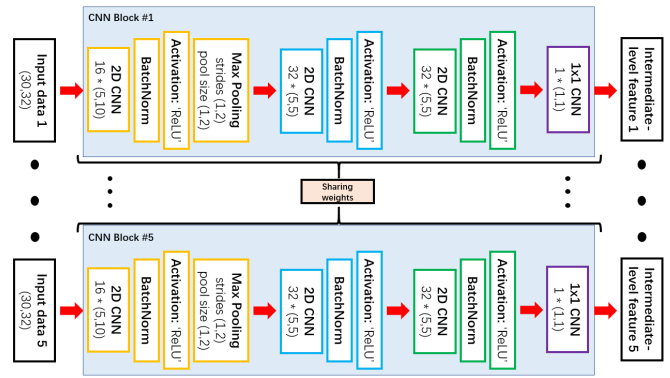 CNN Block #1
Input data 1
(30,32)
2D CNN
16 * (5,10)
BatchNorm
Activation: 'ReLU'
Max Pooling
strides (1,2)
pool size (1,2)
2D CNN
32 * (5,5)
BatchNorm
Activation: 'ReLU'
2D CNN
32 * (5,5)
BatchNorm
Activation: 'ReLU'
1x1 CNN
1 * (1,1)
Intermediate-
level feature 1
Sharing
weights
CNN Block #5
Input data 5
(30,32)
2D CNN
16 * (5,10)
BatchNorm
Activation: 'ReLU'
Max Pooling
strides (1,2)
pool size (1,2)
2D CNN
32 * (5,5)
BatchNorm
Activation: 'ReLU'
2D CNN
32 * (5,5)
BatchNorm
Activation: 'ReLU'
1x1 CNN
1 * (1,1)
Intermediate-
level feature 5